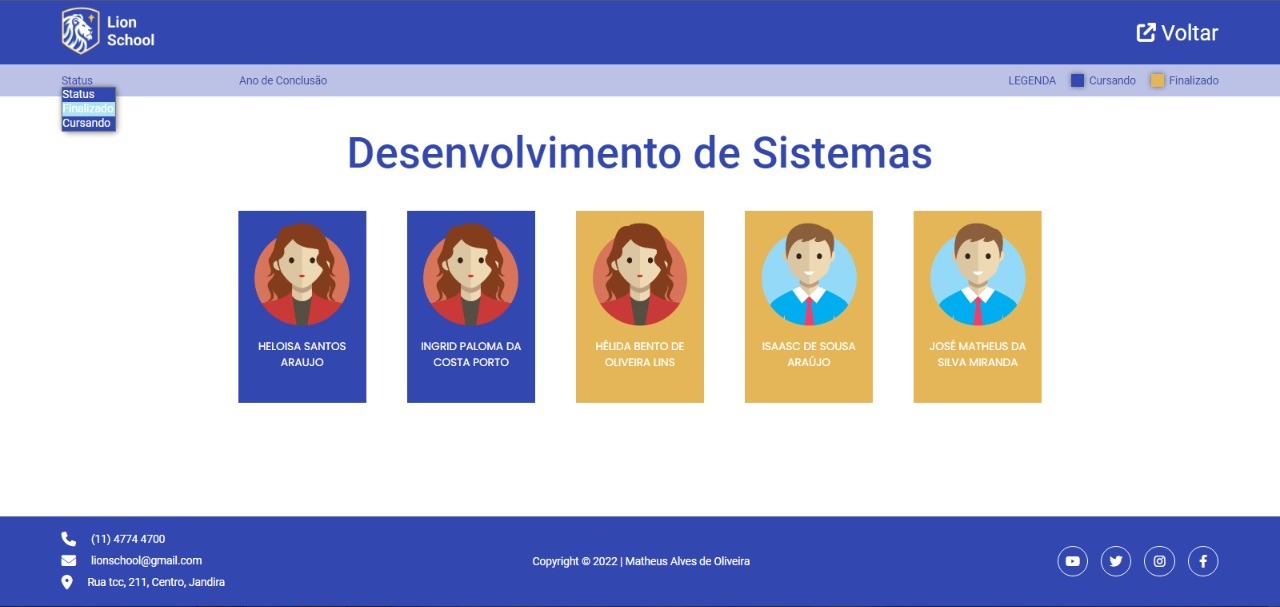 Lion
School
Voltar
Status
Ano de Conclusão
LEGENDA
Cursando
Finalizado
Status
Finalizado
Cursando
Desenvolvimento de Sistemas
HELOISA SANTOS
ARAUJO
INGRID PALOMA DA
COSTA PORTO
HÉLIDA BENTO DE
OLIVEIRA LINS
ISAASC DE SOUSA
ARAÚJO
JOSÉ MATHEUS DA
SILVA MIRANDA
(11) 4774 4700
lionschool@gmail.com
Rua tcc, 211, Centro, Jandira
Copyright © 2022 | Matheus Alves de Oliveira